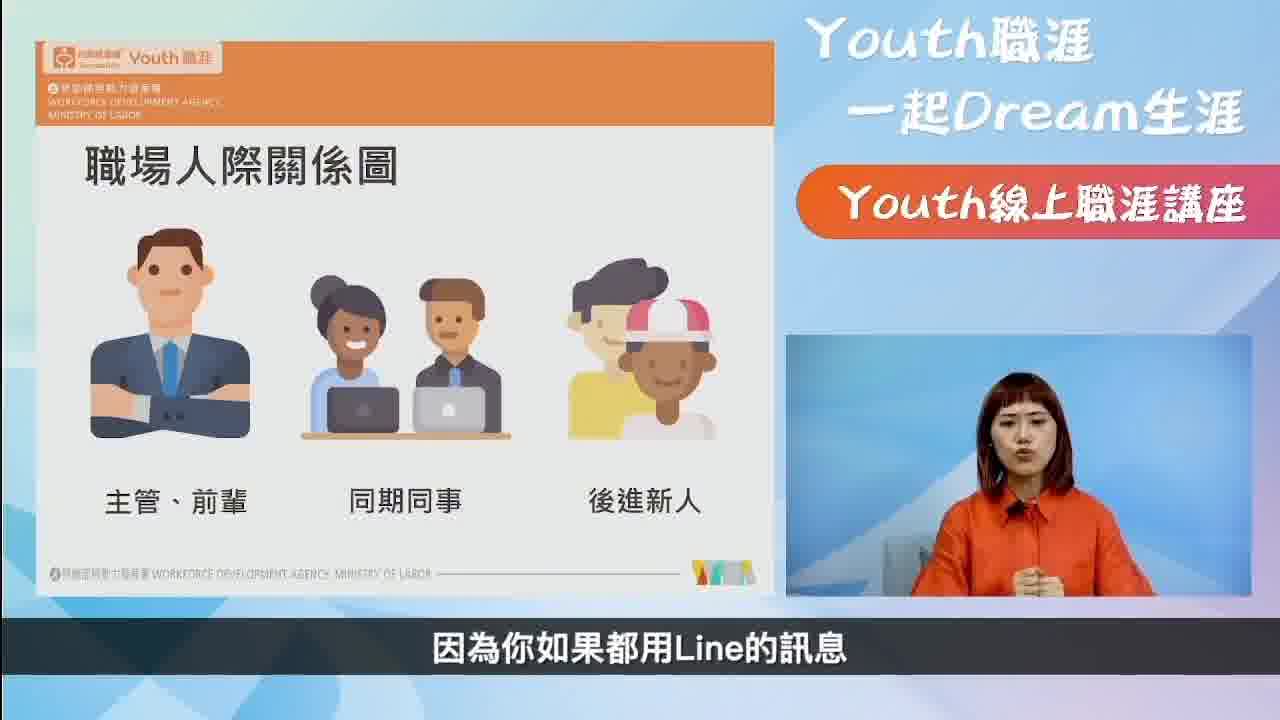 Youth職涯
勞動部勞動力發展署
WORKFORCE DEVELOPMENT AGENCY,
MINISTRY OF LABOR
職場人際關係圖
主管、前輩
同期同事
後進新人
勞動部勞動力發展署 WORKFORCE DEVELOPMENT AGENCY, MINISTRY OF LABOR
Youth職涯
一起Dream生涯
Youth線上職涯講座
因為你如果都用Line的訊息